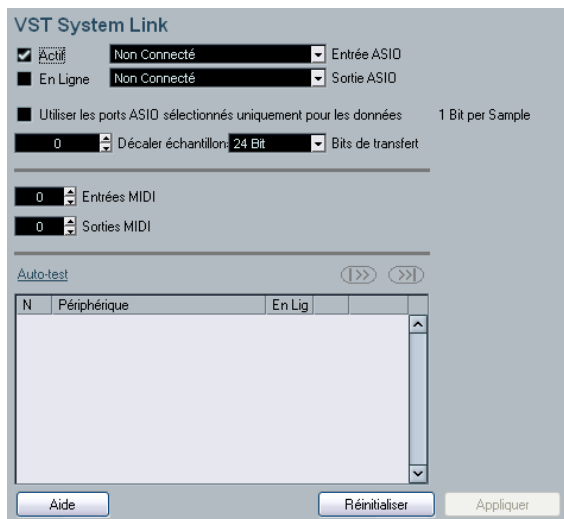 VST System Link
Actif Non Connecté Entrée ASIO
En Ligne Non Connecté Sortie ASIO
Utiliser les ports ASIO sélectionnés uniquement pour les données 1 Bit per Sample
0 Décaler échantillon: 24 Bit Bits de transfert
0 Entrées MIDI
0 Sorties MIDI
Auto-test
N Périphérique En Lig
Aide Réinitialiser Appliquer